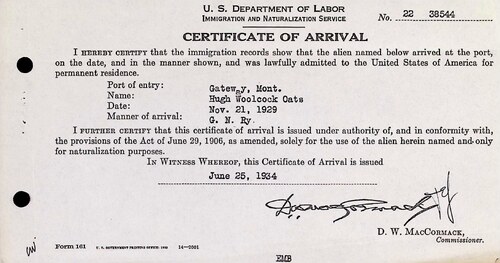 U. S. DEPARTMENT OF LABOR
IMMIGRATION AND NATURALIZATION SERVICE
No. 22 38544
CERTIFICATE OF ARRIVAL
I HEREBY CERTIFY that the immigration records show that the alien named below arrived at the port,
on the date, and in the manner shown, and was lawfully admitted to the United States of America for
permanent residence.
Port of entry: Gateway, Mont.
Name: Hugh Woolcock Oats
Date: Nov. 21, 1929
Manner of arrival: G. N. Ry.
I FURTHER CERTIFY that this certificate of arrival is issued under authority of, and in conformity with,
the provisions of the Act of June 29, 1906, as amended, solely for the use of the alien herein named and only
for naturalization purposes.
IN WITNESS WHEREOF, this Certificate of Arrival is issued
June 25, 1934
D. W. MACCORMACK,
Commissioner.
Form 161 U. S. GOVERNMENT PRINTING OFFICE: 14—2001
EMB